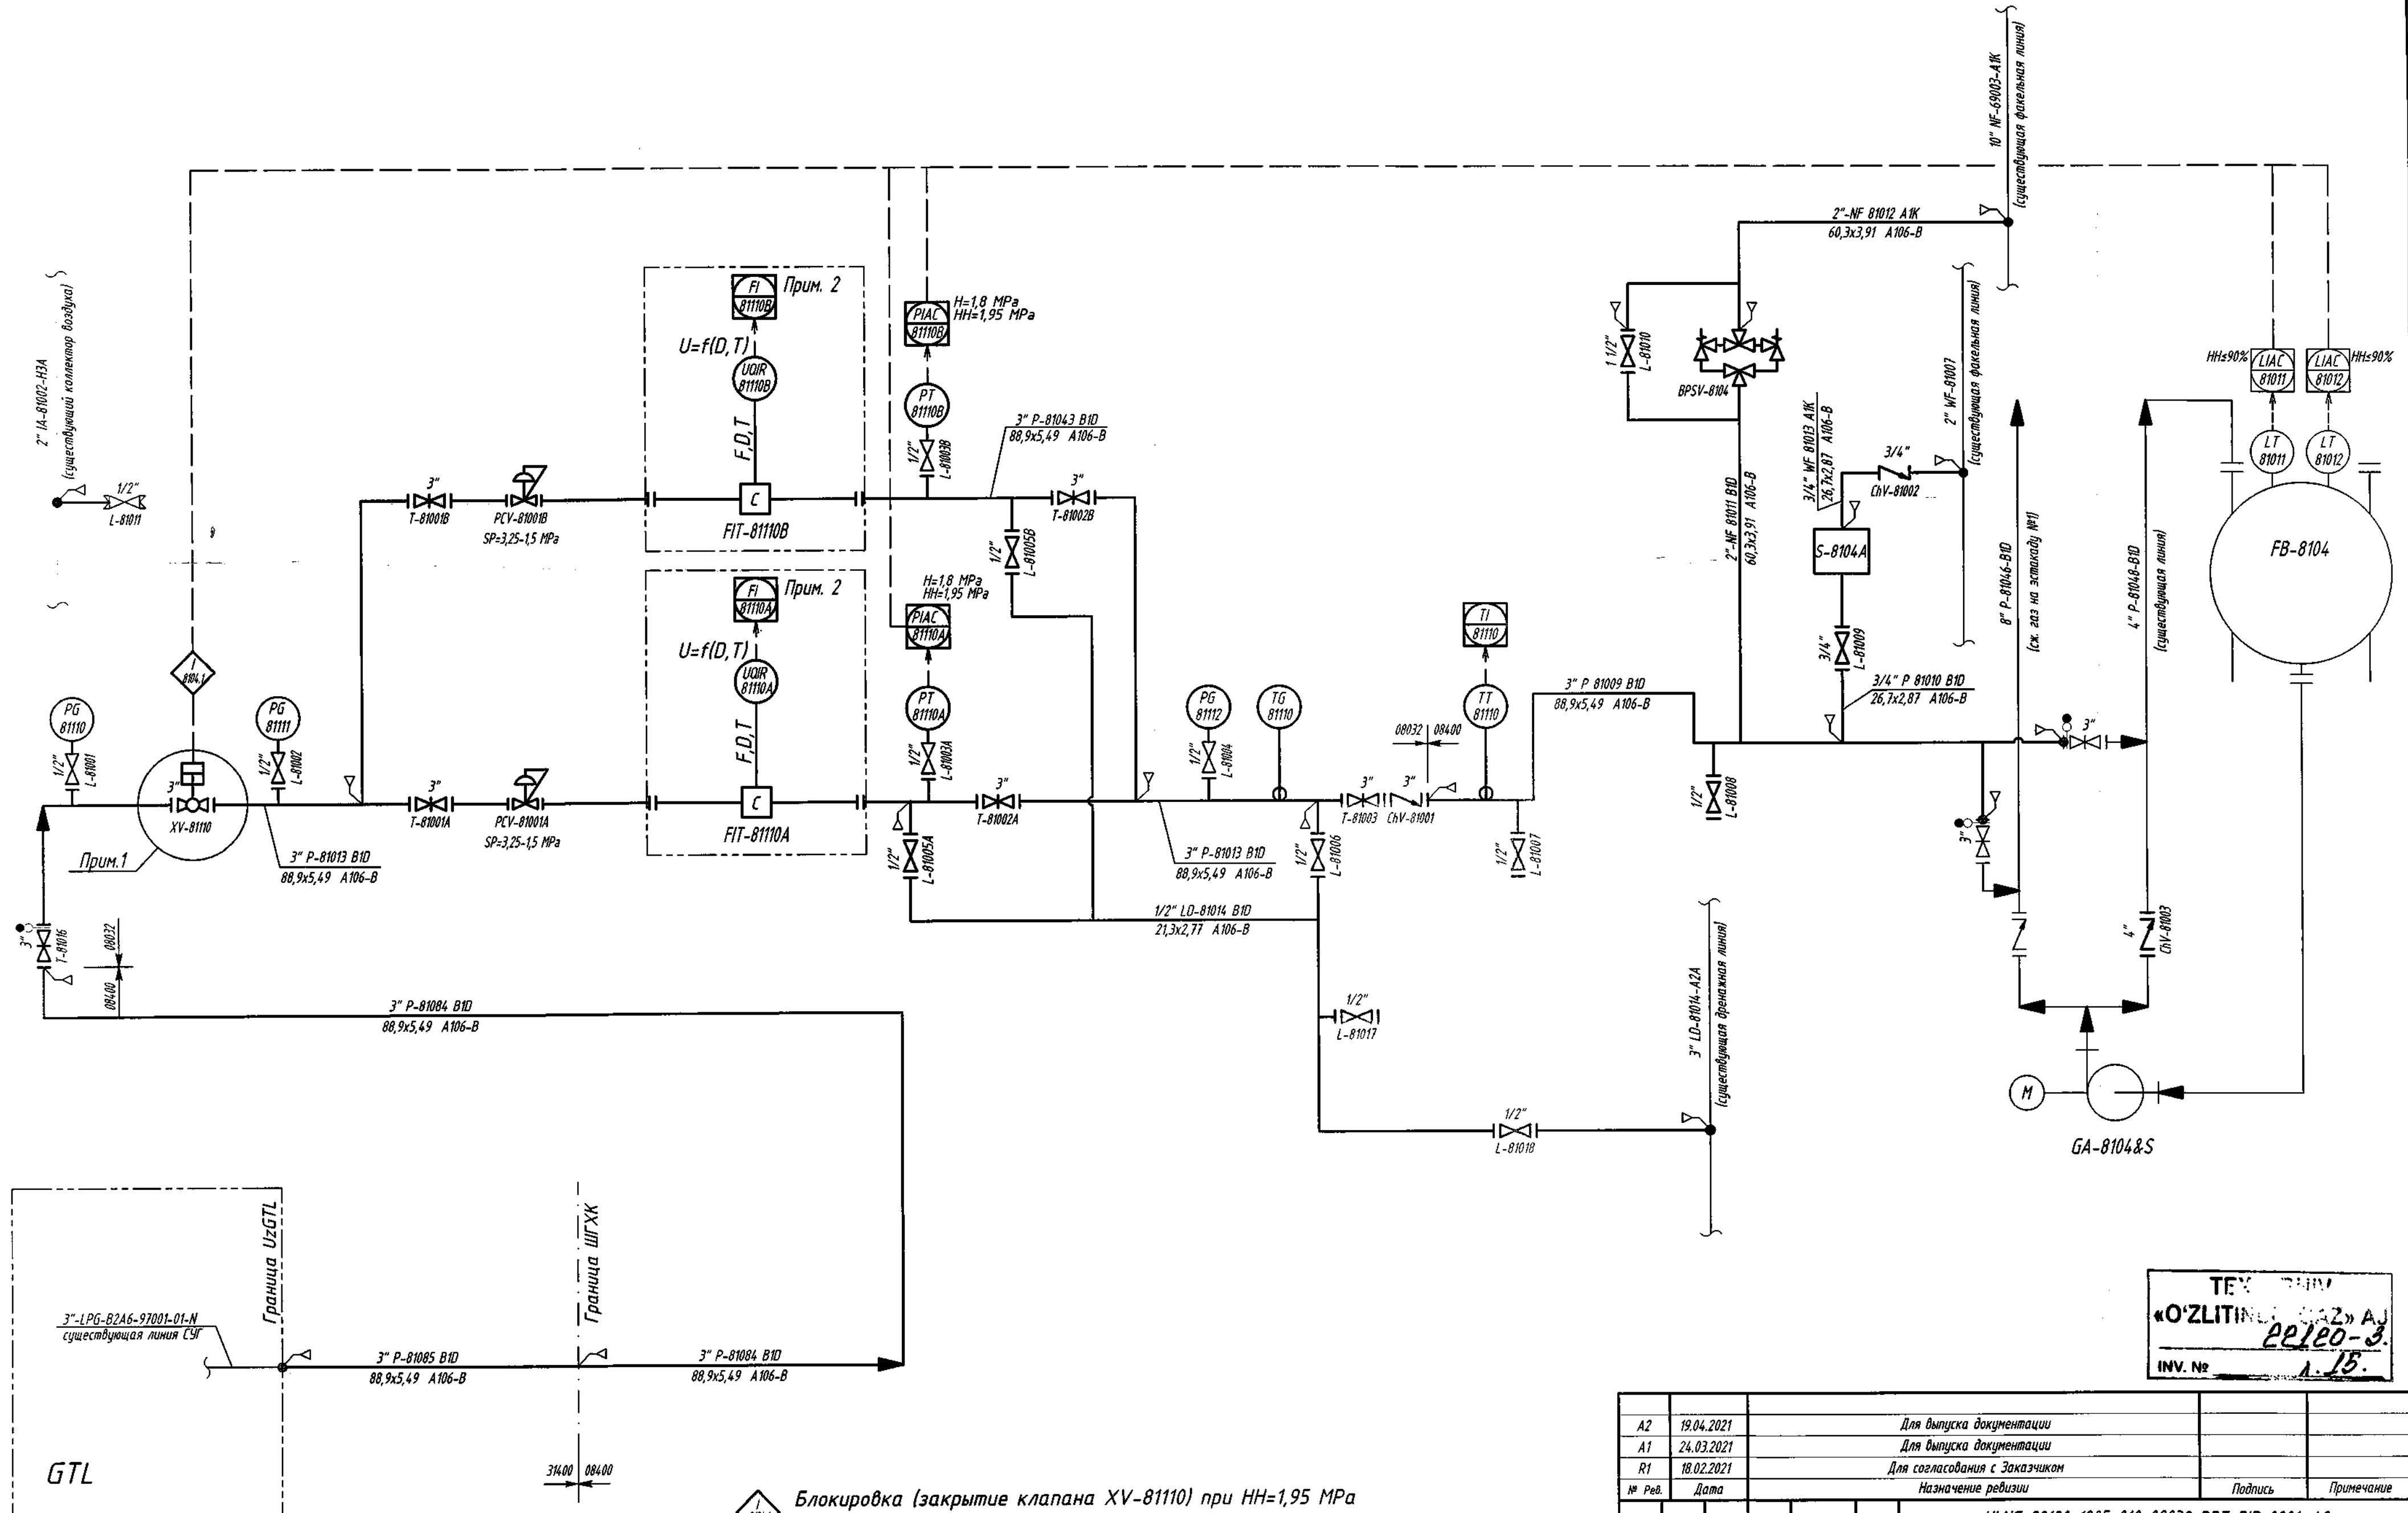 10" NF-69003-A1K
(существующая факельная линия)
2"-NF 81012 A1K
60,3x3,91 A106-B
2" IA-81002-H3A
(существующий коллектор воздуха)
1/2"
L-81011
FI
81110B
Прим. 2
U=f(D,T)
UQIR
81110B
F,D,T
C
FIT-81110B
H=1,8 MPa
HH=1,95 MPa
PIAC
81110B
PT
81110B
1/2"
L-81003B
3" P-81043 B1D
88,9x5,49 A106-B
3"
T-81001B
PCV-81001B
SP=3,25-1,5 MPa
3"
T-81002B
1/2"
L-81005B
1 1/2"
L-81010
BPSV-8104
2"-NF 81011 B1D
60,3x3,91 A106-B
3/4" WF 81013 A1K
26,7x2,87 A106-B
3/4"
ChV-81002
2" WF-81007
(существующая факельная линия)
S-8104A
3/4"
L-81009
3/4" P 81010 B1D
26,7x2,87 A106-B
HH≤90%
LIAC
81011
LIAC
81012
HH≤90%
LT
81011
LT
81012
FB-8104
8" P-81046-B1D
(сж. газ на эстакаду №1)
4" P-81048-B1D
(существующая линия)
I
8104.1
PG
81110
1/2"
L-81001
3"
XV-81110
Прим.1
PG
81111
1/2"
L-81002
3" P-81013 B1D
88,9x5,49 A106-B
T-81001A
PCV-81001A
SP=3,25-1,5 MPa
FI
81110A
Прим. 2
U=f(D,T)
UQIR
81110A
F,D,T
C
FIT-81110A
H=1,8 MPa
HH=1,95 MPa
PIAC
81110A
PT
81110A
1/2"
L-81003A
3"
T-81002A
1/2"
L-81005A
3" P-81013 B1D
88,9x5,49 A106-B
PG
81112
1/2"
L-81004
TG
81110
TI
81110
TT
81110
08032 08400
3"
T-81003
3"
ChV-81001
1/2"
L-81006
1/2"
L-81007
3" P 81009 B1D
88,9x5,49 A106-B
1/2"
L-81008
3"
3"
1/2" LD-81014 B1D
21,3x2,77 A106-B
1/2"
L-81017
1/2"
L-81018
3" LD-81014-A2A
(существующая дренажная линия)
4"
ChV-81003
M
GA-8104&S
3"
T-81016
08032
08400
3" P-81084 B1D
88,9x5,49 A106-B
Граница UzGTL
Граница ШГХК
3"-LPG-B2A6-97001-01-N
существующая линия СУГ
3" P-81085 B1D
88,9x5,49 A106-B
3" P-81084 B1D
88,9x5,49 A106-B
GTL
31400 08400
I
Блокировка (закрытие клапана XV-81110) при HH=1,95 MPa
«O'ZLITI AJ
22120-3.
INV. № л.15.
A2 19.04.2021 Для выпуска документации
A1 24.03.2021 Для выпуска документации
R1 18.02.2021 Для согласования с Заказчиком
№ Рев. Дата Назначение ревизии Подпись Примечание